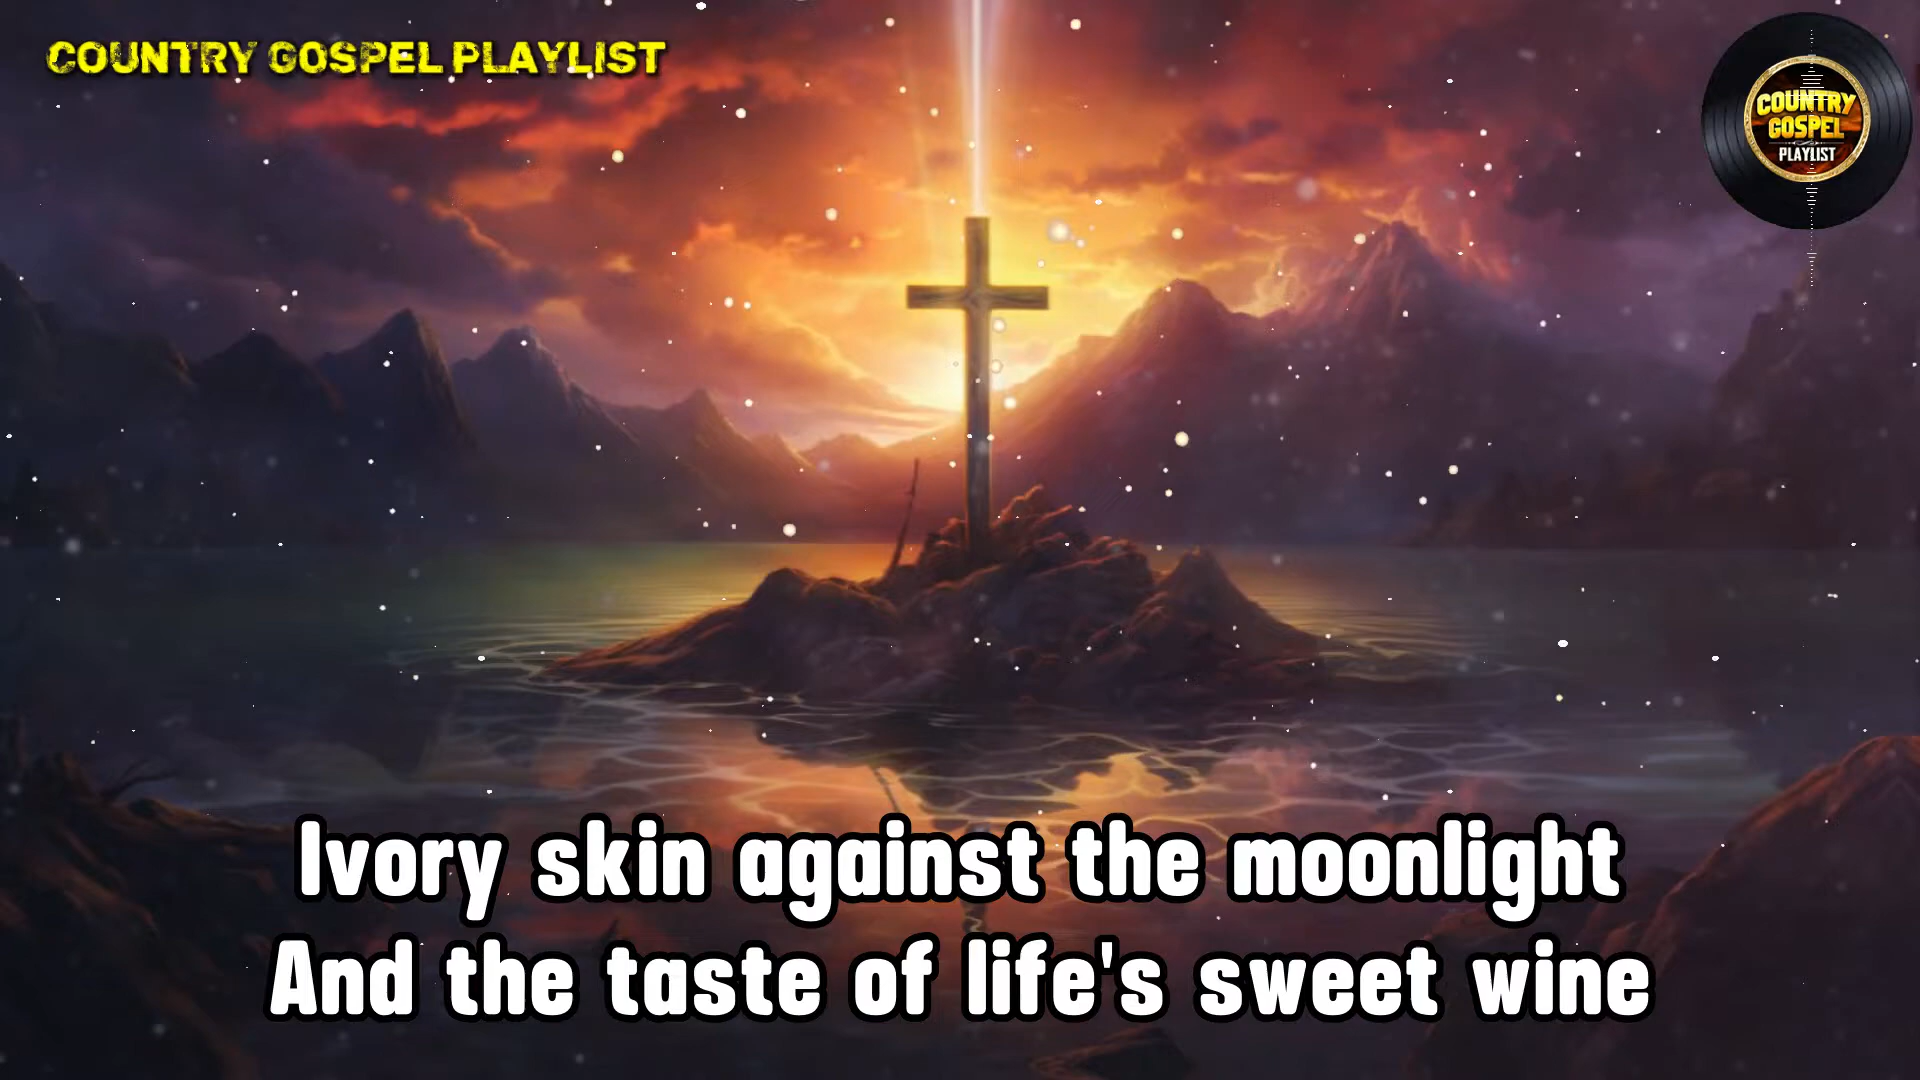 COUNTRY GOSPEL PLAYLIST
COUNTRY
GOSPEL
PLAYLIST
Ivory skin against the moonlight
And the taste of life's sweet wine